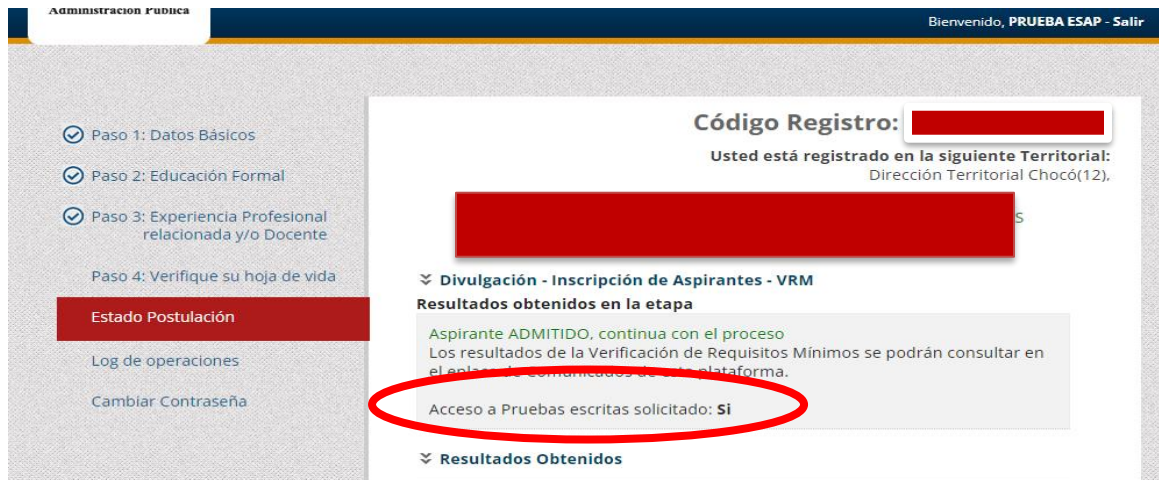 Administración Pública
Bienvenido, PRUEBA ESAP - Salir
Paso 1: Datos Básicos
Paso 2: Educación Formal
Paso 3: Experiencia Profesional
relacionada y/o Docente
Paso 4: Verifique su hoja de vida
Estado Postulación
Log de operaciones
Cambiar Contraseña
Código Registro:
Usted está registrado en la siguiente Territorial:
Dirección Territorial Chocó(12),
S
Divulgación - Inscripción de Aspirantes - VRM
Resultados obtenidos en la etapa
Aspirante ADMITIDO, continua con el proceso
Los resultados de la Verificación de Requisitos Mínimos se podrán consultar en
el enlace de Comunicados de esta plataforma.
Acceso a Pruebas escritas solicitado: Si
Resultados Obtenidos